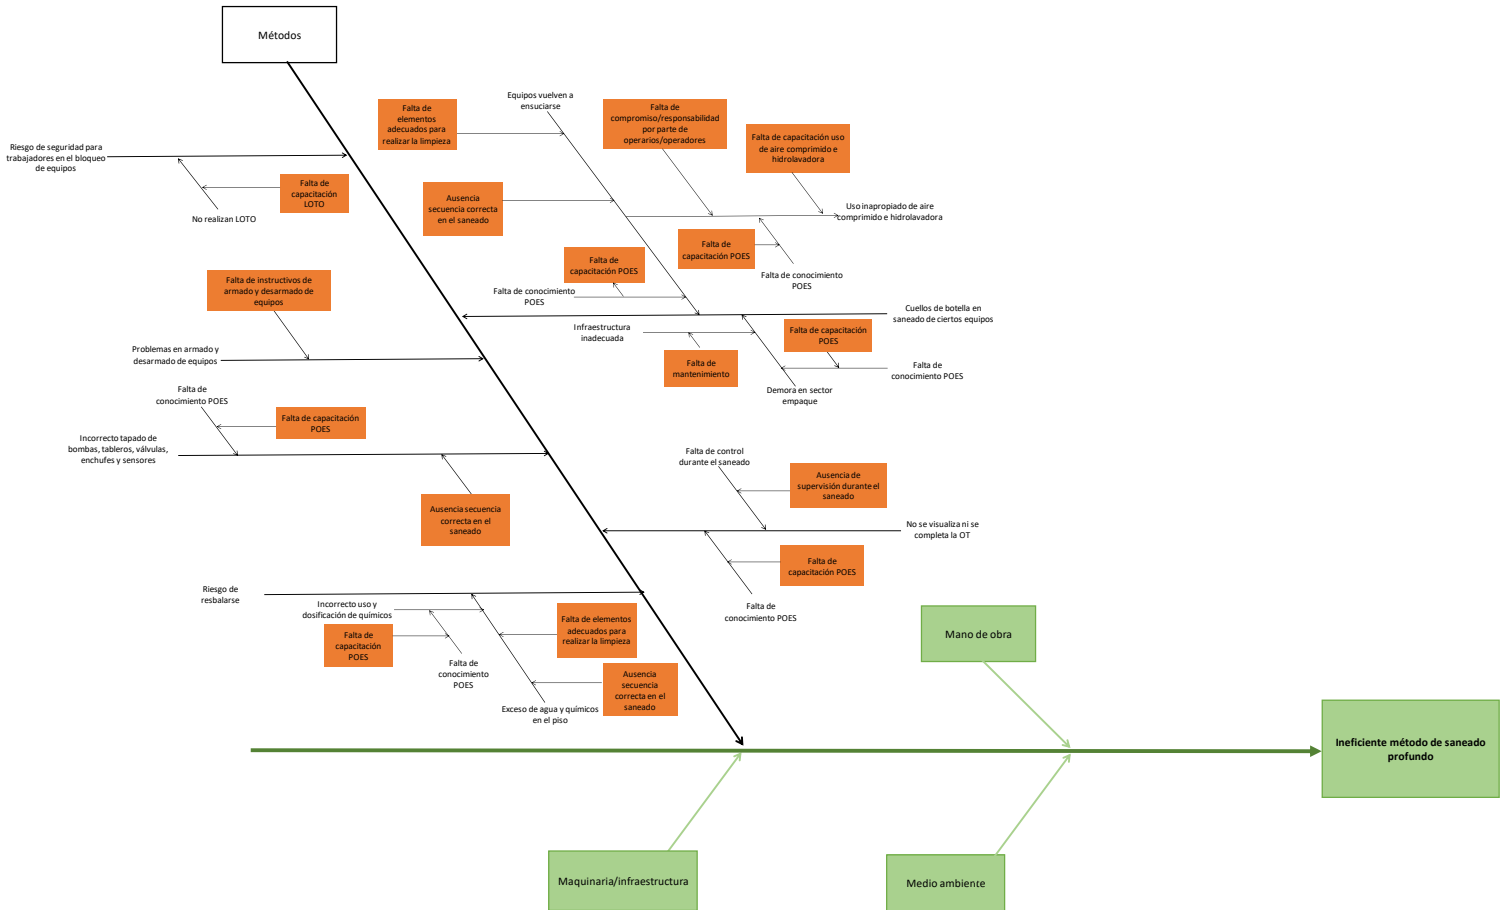 Métodos
Equipos vuelven a
ensuciarse
Falta de
elementos
adecuados para
realizar la limpieza
Falta de
compromiso/responsabilidad
por parte de
operarios/operadores
Falta de capacitación uso
de aire comprimido e
hidrolavadora
Riesgo de seguridad para
trabajadores en el bloqueo
de equipos
Falta de
capacitación
LOTO
No realizan LOTO
Ausencia
secuencia correcta
en el saneado
Uso inapropiado de aire
comprimido e hidrolavadora
Falta de
capacitación POES
Falta de
capacitación POES
Falta de conocimiento
POES
Falta de conocimiento
POES
Falta de instructivos de
armado y desarmado de
equipos
Cuellos de botella en
saneado de ciertos equipos
Infraestructura
inadecuada
Falta de capacitación
POES
Problemas en armado y
desarmado de equipos
Falta de
mantenimiento
Falta de
conocimiento POES
Demora en sector
empaque
Falta de
conocimiento POES
Falta de capacitación
POES
Incorrecto tapado de
bombas, tableros, válvulas,
enchufes y sensores
Falta de control
durante el saneado
Ausencia de
supervisión durante el
saneado
Ausencia secuencia
correcta en el
saneado
No se visualiza ni se
completa la OT
Falta de
capacitación POES
Falta de
conocimiento POES
Riesgo de
resbalarse
Incorrecto uso y
dosificación de químicos
Falta de elementos
adecuados para
realizar la limpieza
Falta de
capacitación
POES
Falta de
conocimiento
POES
Ausencia
secuencia
correcta en el
saneado
Exceso de agua y químicos
en el piso
Mano de obra
Ineficiente método de saneado
profundo
Maquinaria/infraestructura
Medio ambiente